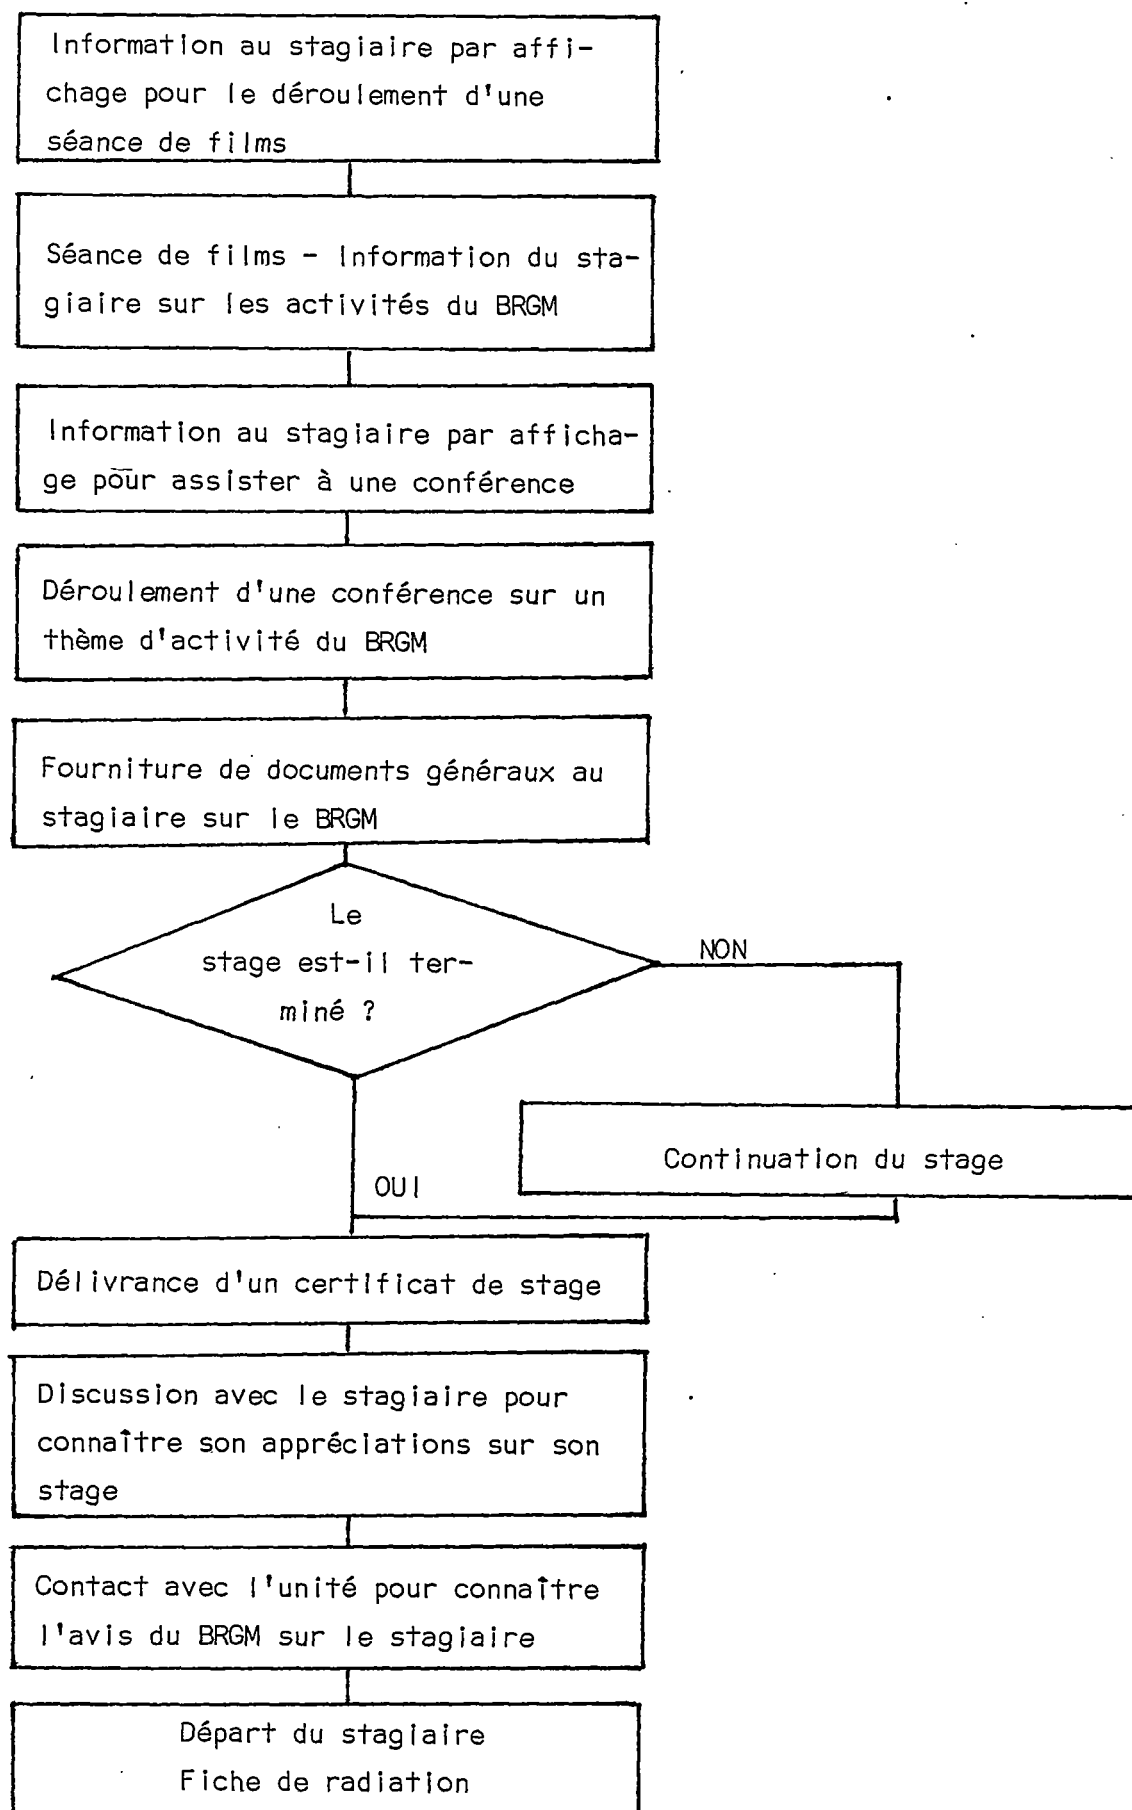 Information au stagiaire par affi-
chage pour le déroulement d'une
séance de films
Séance de films - Information du sta-
giaire sur les activités du BRGM
Information au stagiaire par afficha-
ge pour assister à une conférence
Déroulement d'une conférence sur un
thème d'activité du BRGM
Fourniture de documents généraux au
stagiaire sur le BRGM
Le
stage est-il ter-
miné ?
NON
Continuation du stage
OUI
Délivrance d'un certificat de stage
Discussion avec le stagiaire pour
connaître son appréciations sur son
stage
Contact avec l'unité pour connaître
l'avis du BRGM sur le stagiaire
Départ du stagiaire
Fiche de radiation